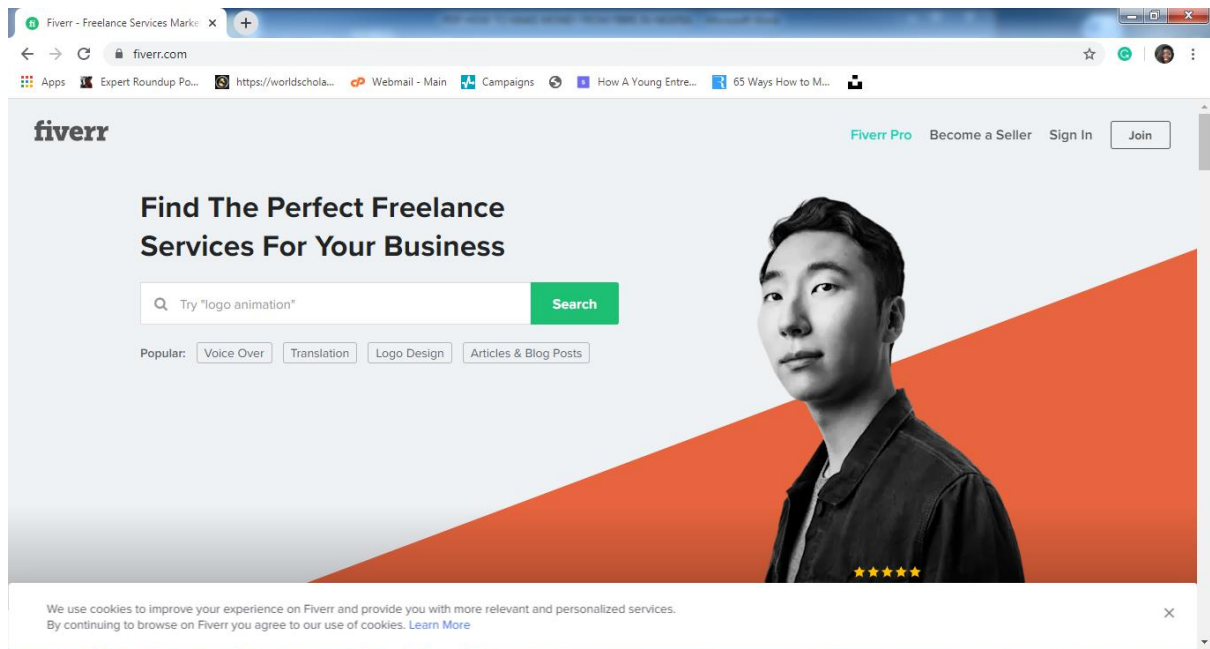 Fiverr - Freelance Services Marke
fiverr.com
Apps Expert Roundup Po... https://worldschola... Webmail - Main Campaigns How A Young Entre... 65 Ways How to M...
fiverr
Fiverr Pro Become a Seller Sign In Join
Find The Perfect Freelance
Services For Your Business
Try "logo animation" Search
Popular: Voice Over Translation Logo Design Articles & Blog Posts
We use cookies to improve your experience on Fiverr and provide you with more relevant and personalized services.
By continuing to browse on Fiverr you agree to our use of cookies. Learn More